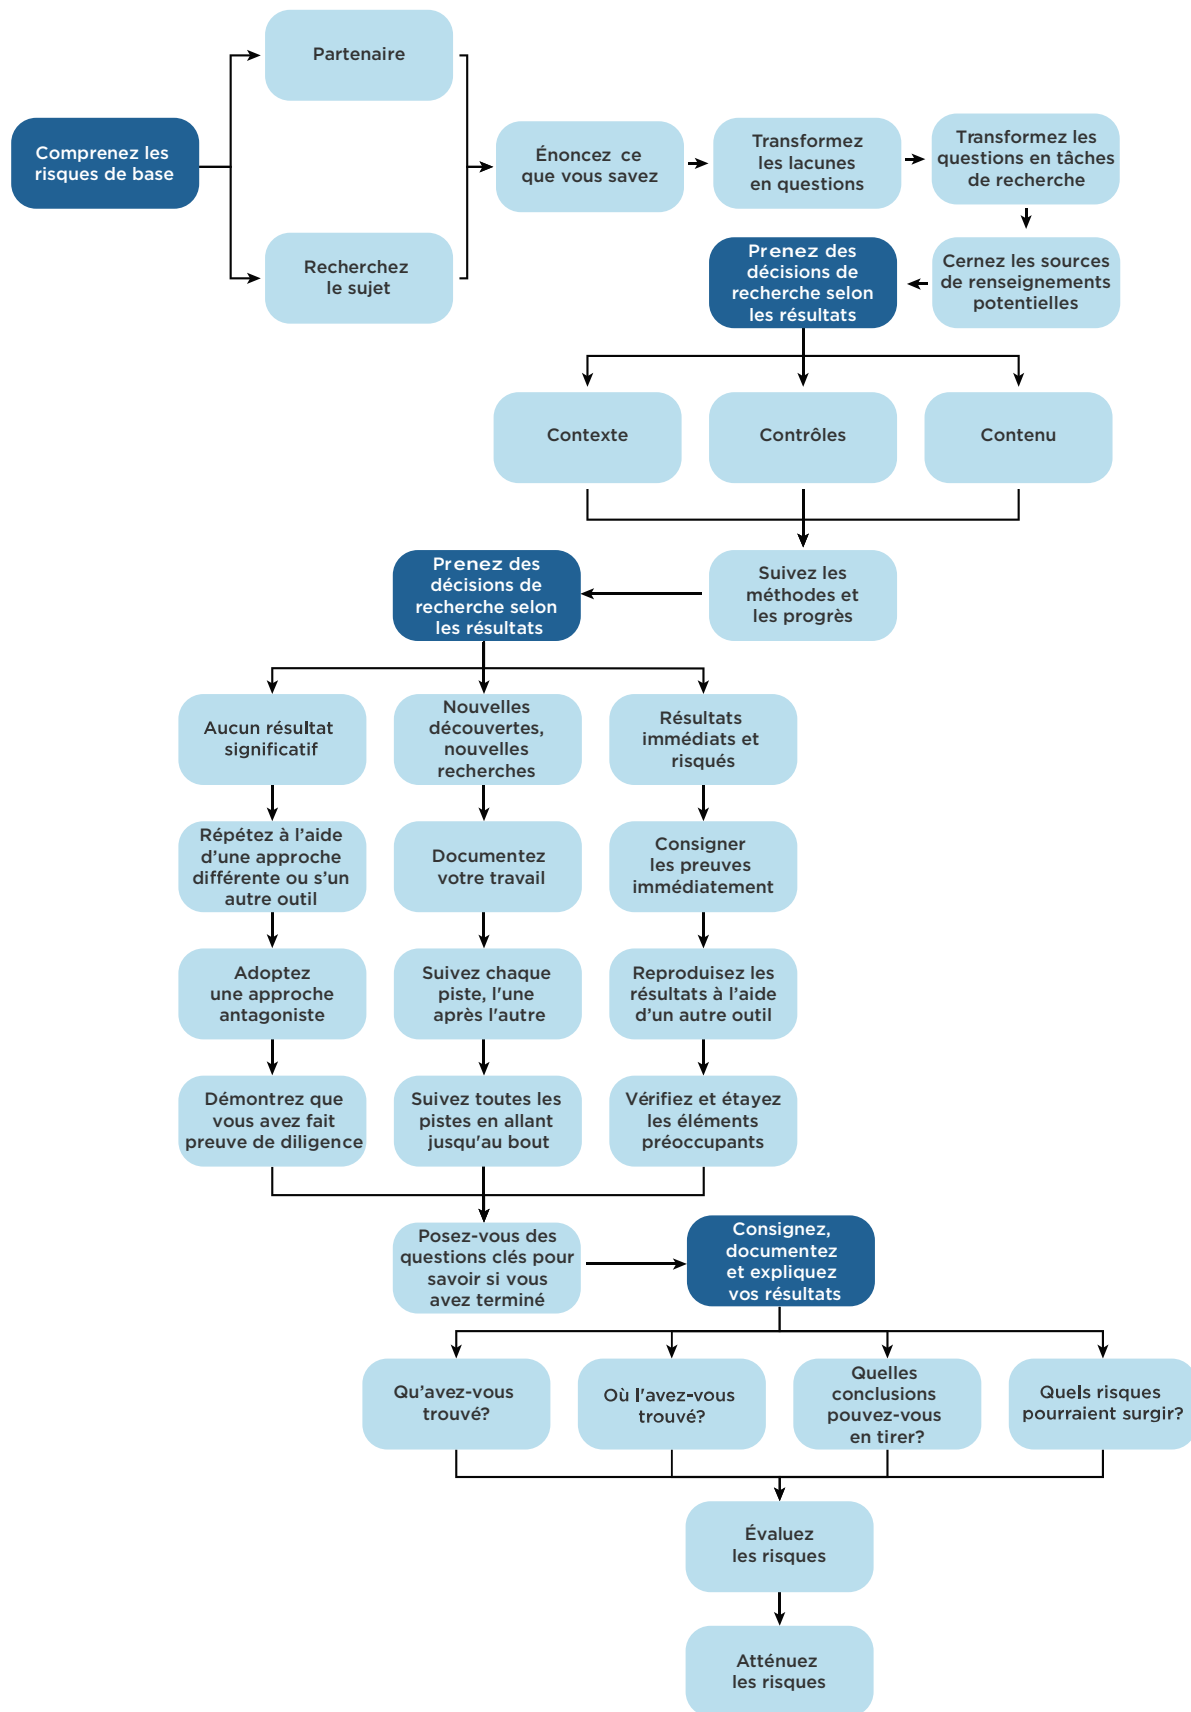 Partenaire
Comprenez les
risques de base
Recherchez
le sujet
Énoncez ce
que vous savez
Transformez
les lacunes
en questions
Transformez les
questions en tâches
de recherche
Cernez les sources
de renseignements
potentielles
Prenez des
décisions de
recherche selon
les résultats
Contexte
Contrôles
Contenu
Suivez les
méthodes et
les progrès
Prenez des
décisions de
recherche selon
les résultats
Aucun résultat
significatif
Nouvelles
découvertes,
nouvelles
recherches
Résultats
immédiats et
risqués
Répétez à l’aide
d’une approche
différente ou s’un
autre outil
Documentez
votre travail
Consigner
les preuves
immédiatement
Adoptez
une approche
antagoniste
Suivez chaque
piste, l'une
après l'autre
Reproduisez les
résultats à l’aide
d’un autre outil
Démontrez que
vous avez fait
preuve de diligence
Suivez toutes les
pistes en allant
jusqu'au bout
Vérifiez et étayez
les éléments
préoccupants
Posez-vous des
questions clés pour
savoir si vous
avez terminé
Consignez,
documentez
et expliquez
vos résultats
Qu’avez-vous
trouvé?
Où l'avez-vous
trouvé?
Quelles
conclusions
pouvez-vous
en tirer?
Quels risques
pourraient surgir?
Évaluez
les risques
Atténuez
les risques